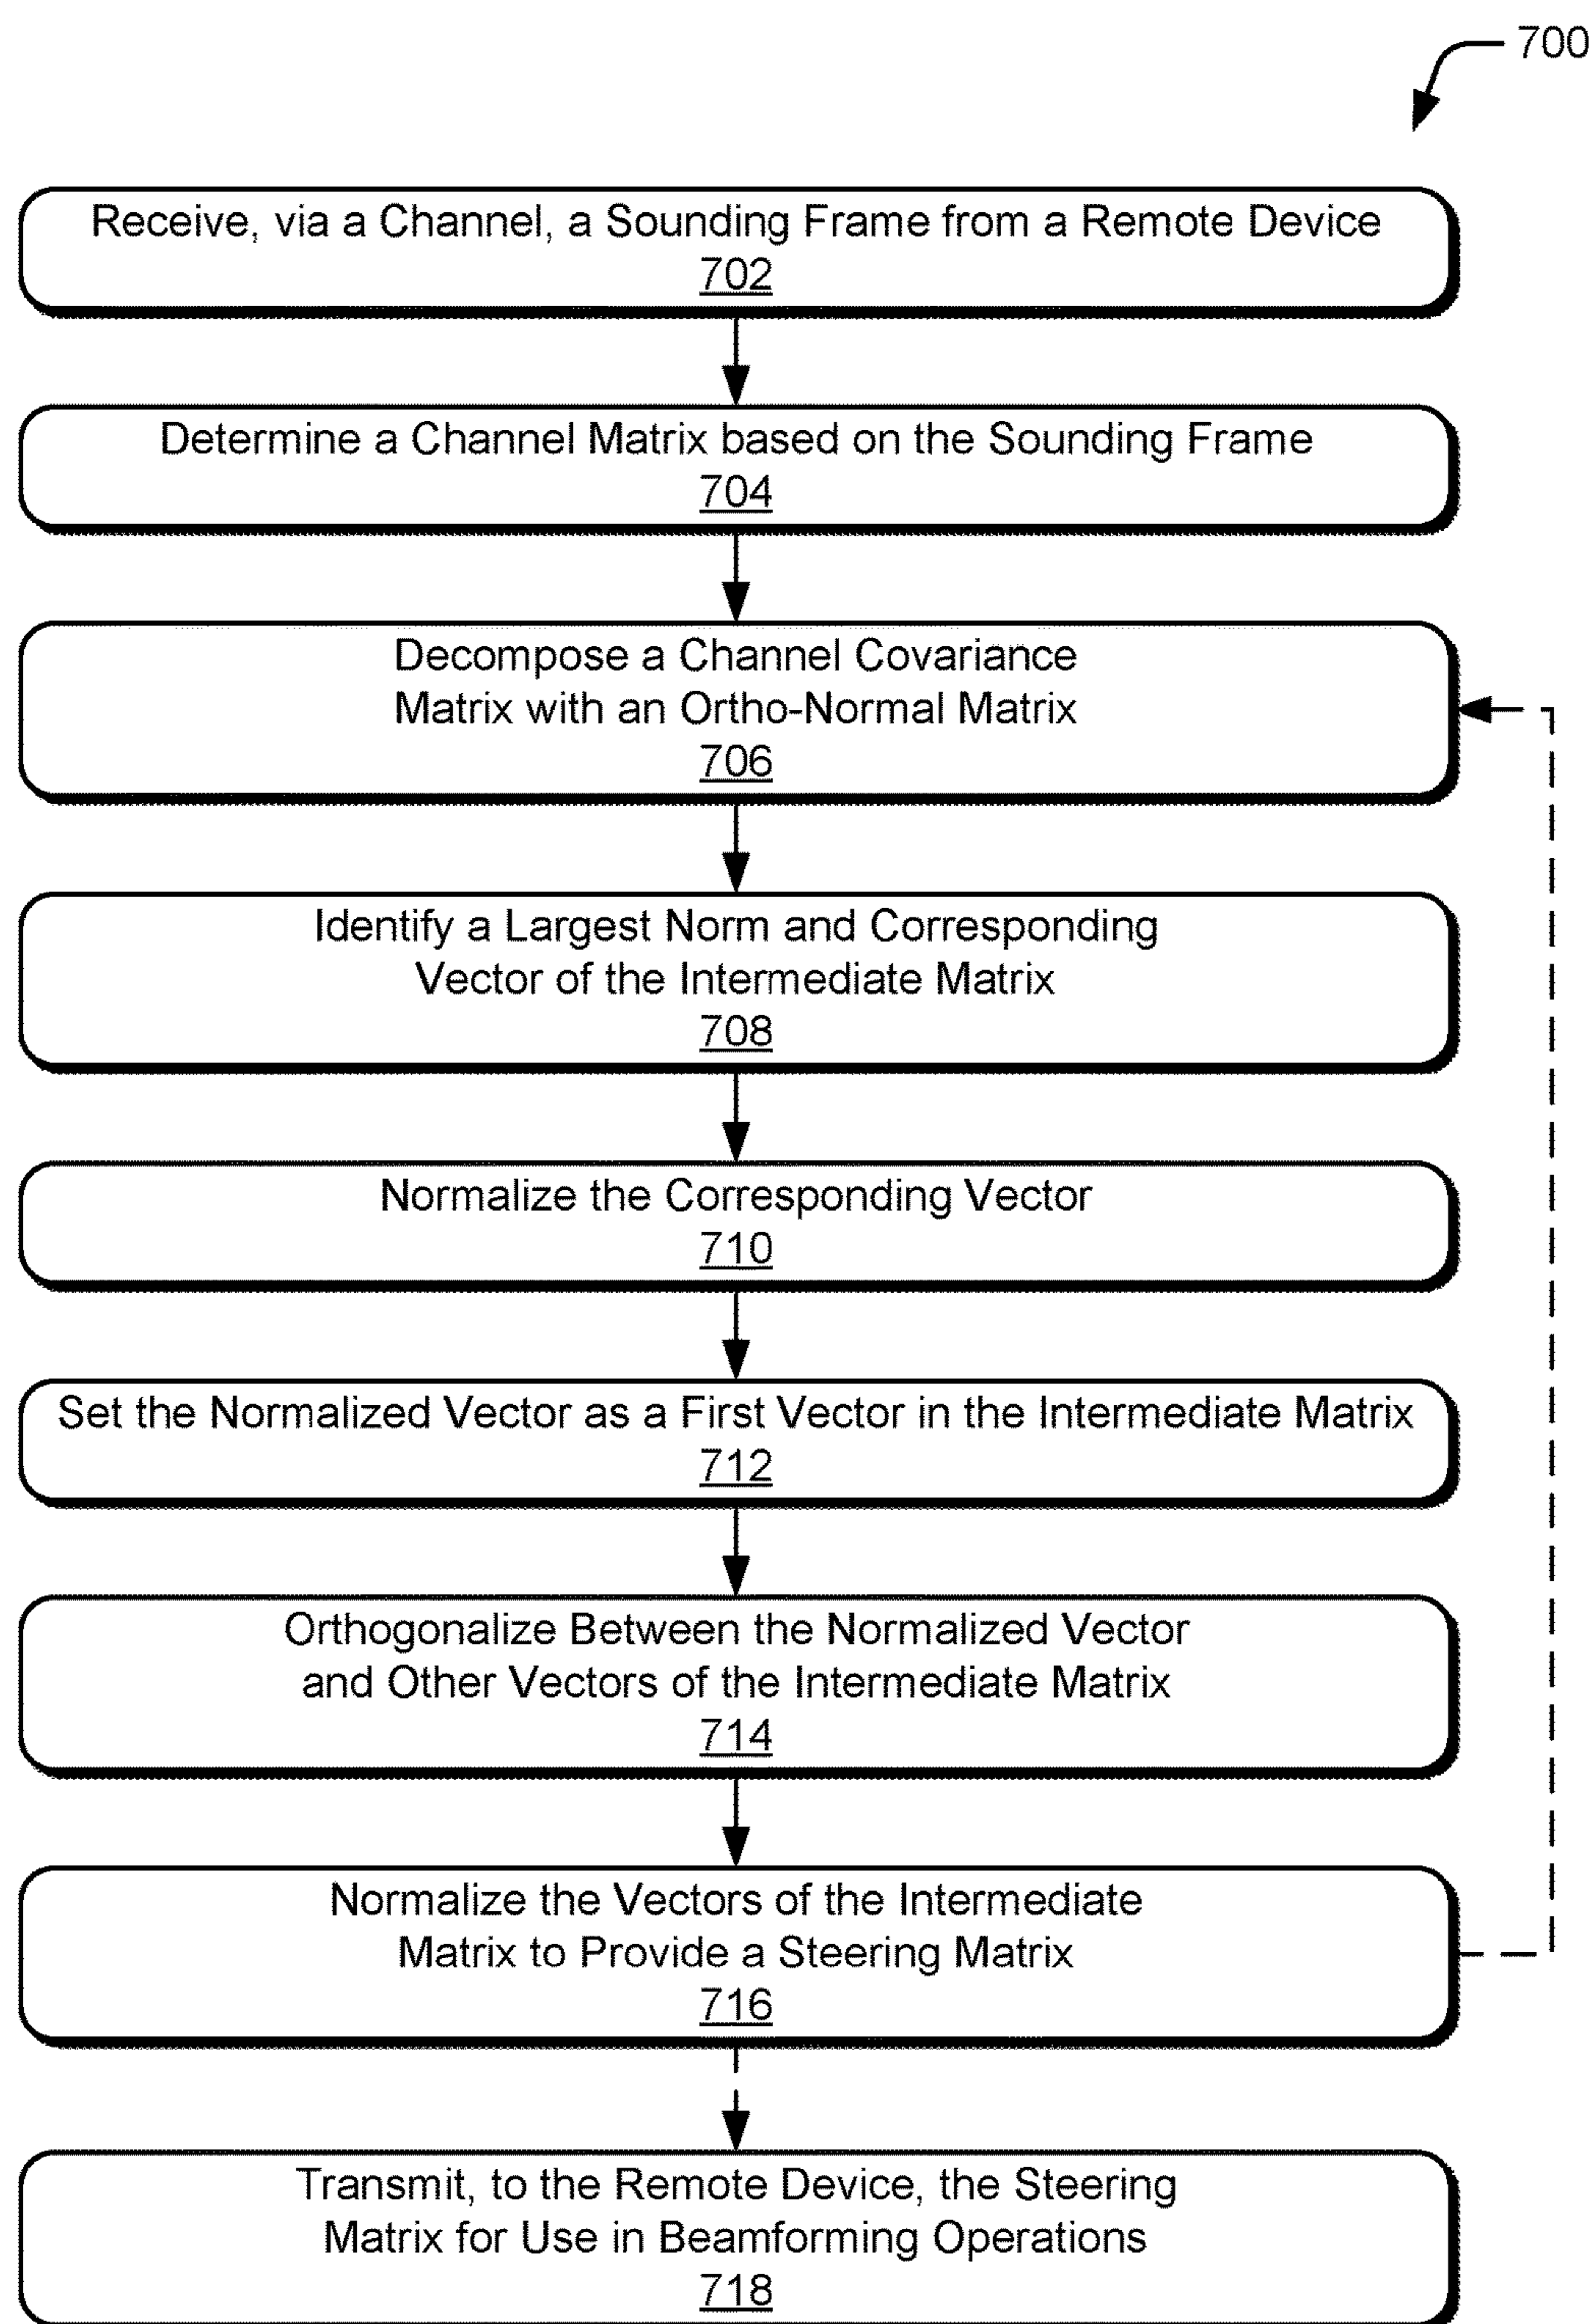 700
Receive, via a Channel, a Sounding Frame from a Remote Device
702
Determine a Channel Matrix based on the Sounding Frame
704
Decompose a Channel Covariance
Matrix with an Ortho-Normal Matrix
706
Identify a Largest Norm and Corresponding
Vector of the Intermediate Matrix
708
Normalize the Corresponding Vector
710
Set the Normalized Vector as a First Vector in the Intermediate Matrix
712
Orthogonalize Between the Normalized Vector
and Other Vectors of the Intermediate Matrix
714
Normalize the Vectors of the Intermediate
Matrix to Provide a Steering Matrix
716
Transmit, to the Remote Device, the Steering
Matrix for Use in Beamforming Operations
718